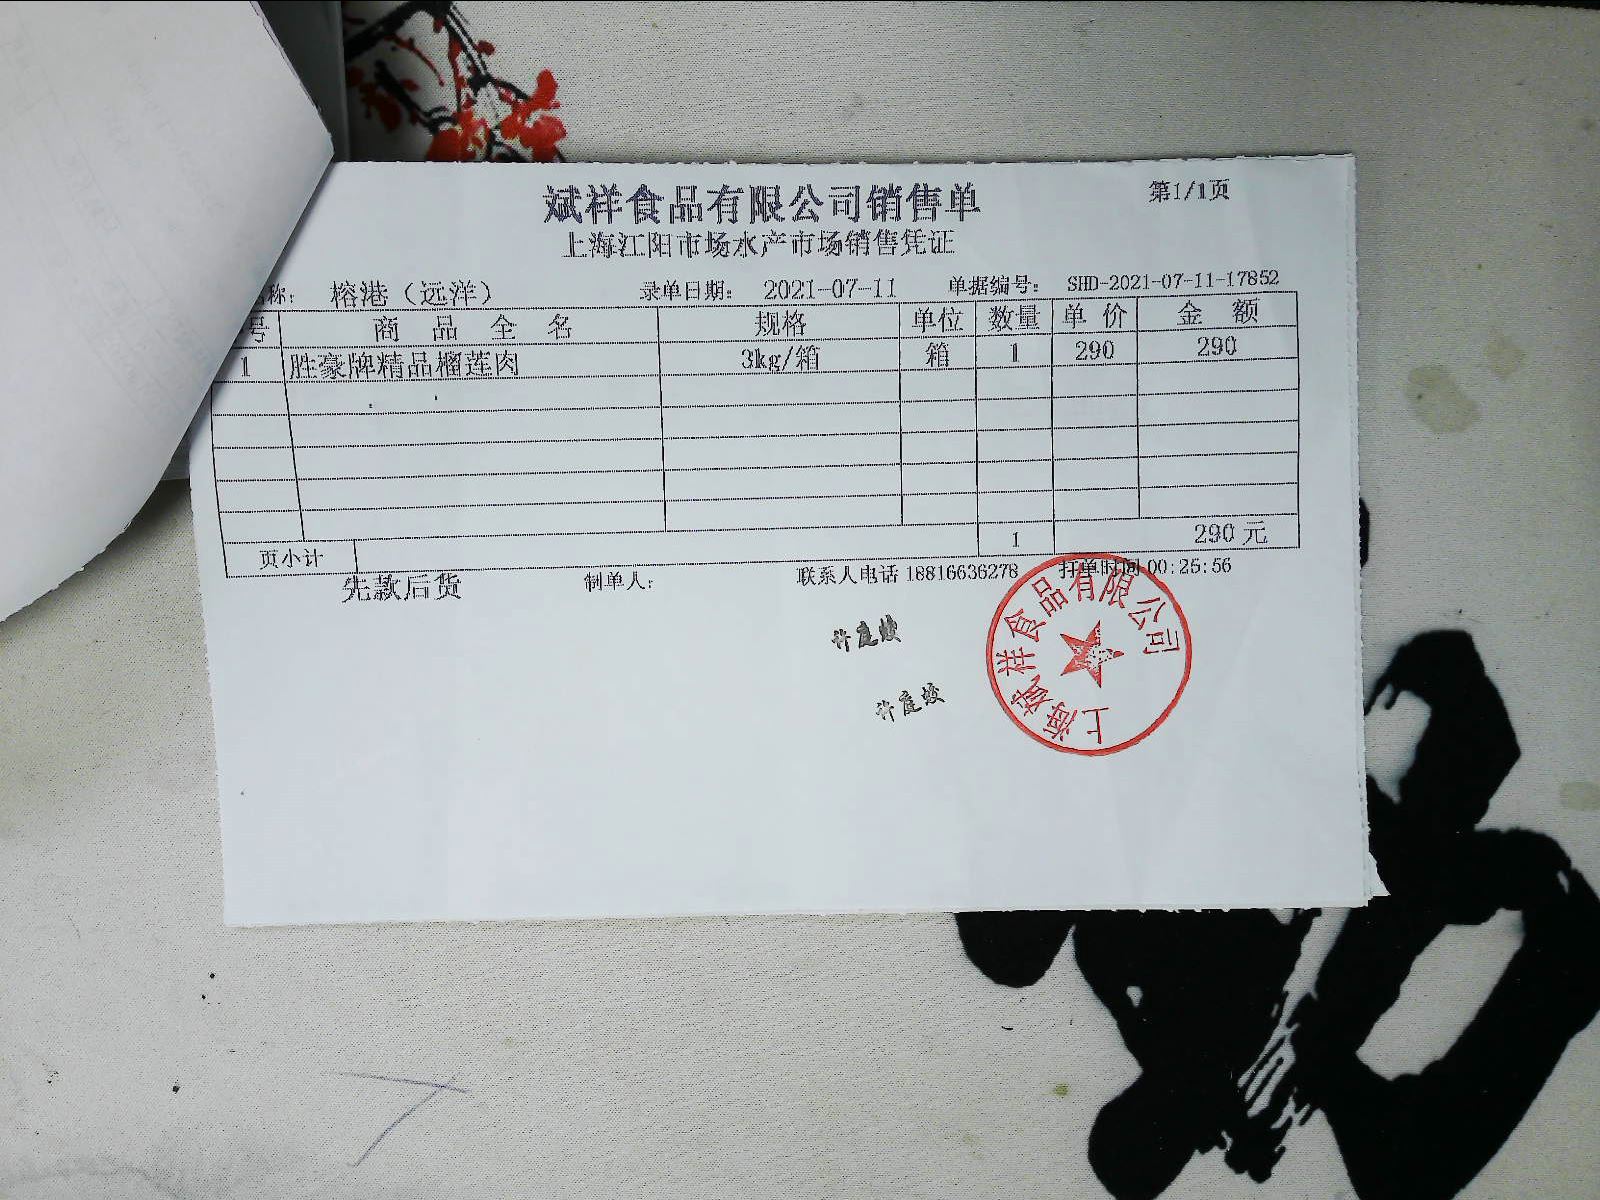 斌祥食品有限公司销售单
第1/1页
上海江阳市场水产市场销售凭证
称: 榕港（远洋） 录单日期: 2021-07-11 单据编号: SHD-2021-07-11-17852
号 商品全名 规格 单位 数量 单价 金额
1 胜豪牌精品榴莲肉 3kg/箱 箱 1 290 290
页小计 1 290元
先款后货 制单人: 联系人电话 18816636278 打单时间 00:25:56
许庭皎
许庭皎
上海斌祥食品有限公司